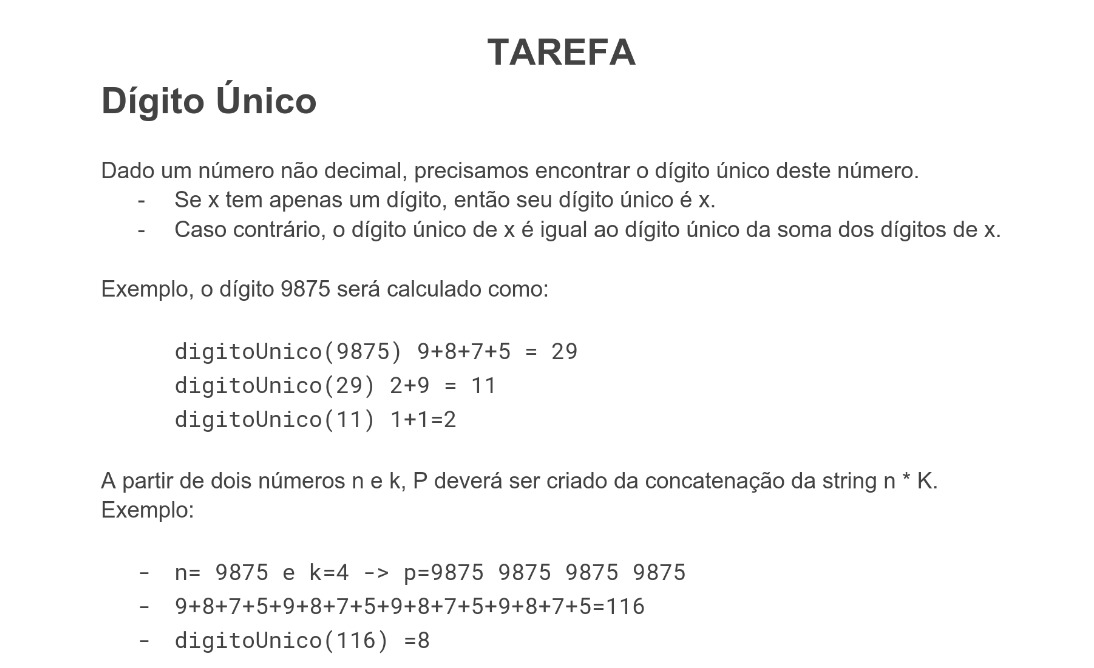 TAREFA
Dígito Único
Dado um número não decimal, precisamos encontrar o dígito único deste número.
- Se x tem apenas um dígito, então seu dígito único é x.
- Caso contrário, o dígito único de x é igual ao dígito único da soma dos dígitos de x.
Exemplo, o dígito 9875 será calculado como:
digitoUnico(9875) 9+8+7+5 = 29
digitoUnico(29) 2+9 = 11
digitoUnico(11) 1+1=2
A partir de dois números n e k, P deverá ser criado da concatenação da string n * K.
Exemplo:
- n= 9875 e k=4 -> p=9875 9875 9875 9875
- 9+8+7+5+9+8+7+5+9+8+7+5+9+8+7+5=116
- digitoUnico(116) =8